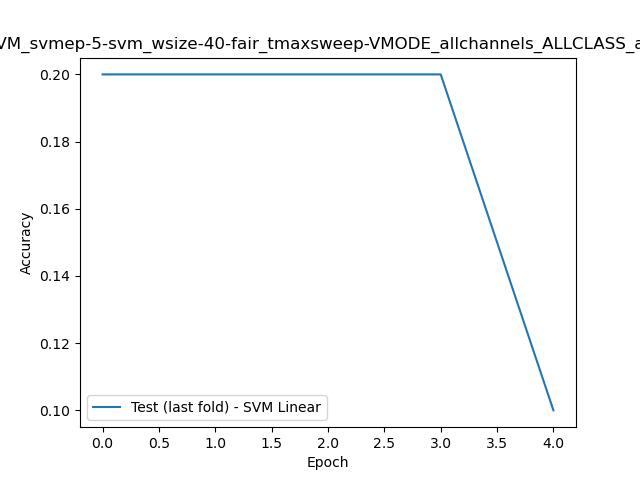 VM_svmep-5-svm_wsize-40-fair_tmaxsweep-VMODE_allchannels_ALLCLASS_a
0.20
0.18
0.16
0.14
0.12
0.10
Accuracy
Test (last fold) - SVM Linear
0.0 0.5 1.0 1.5 2.0 2.5 3.0 3.5 4.0
Epoch